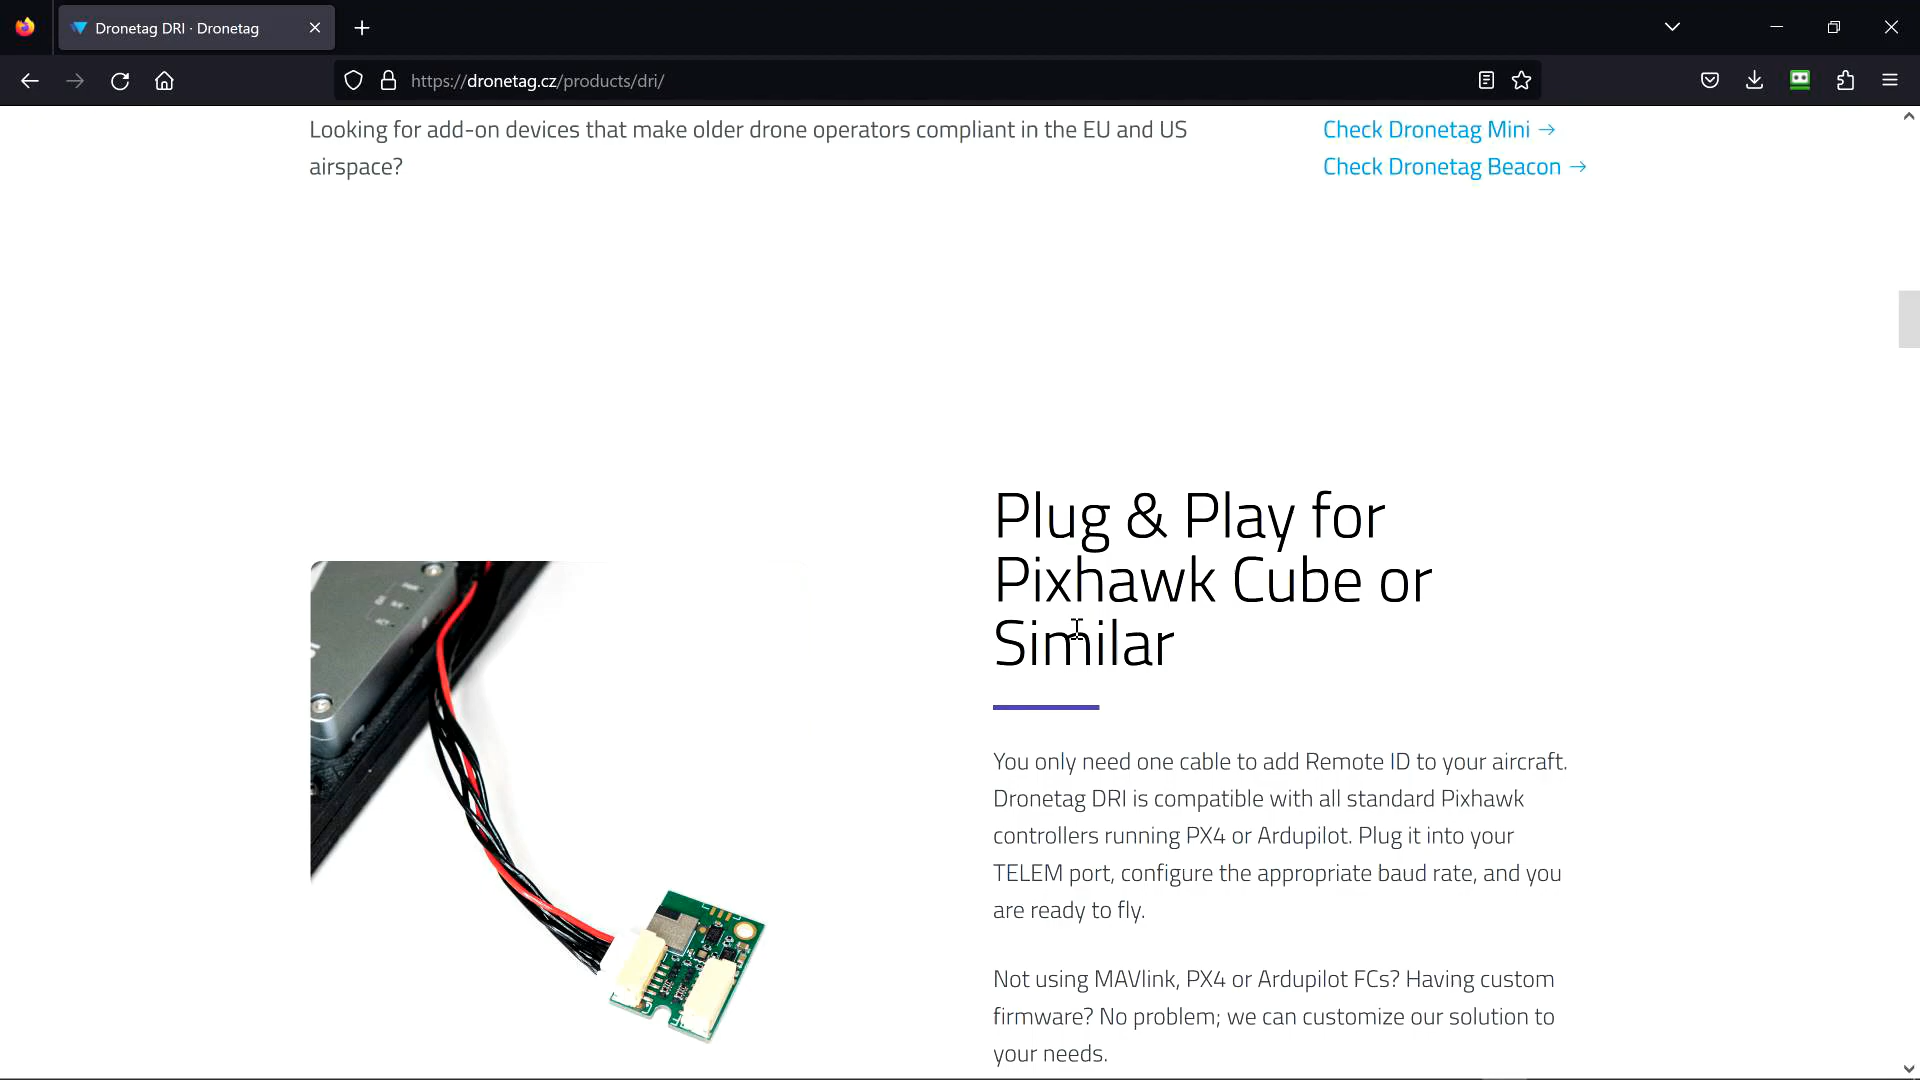 Dronetag DRI · Dronetag
https://dronetag.cz/products/dri/
Looking for add-on devices that make older drone operators compliant in the EU and US
airspace?
Check Dronetag Mini →
Check Dronetag Beacon →
Plug & Play for
Pixhawk Cube or
Similar
You only need one cable to add Remote ID to your aircraft.
Dronetag DRI is compatible with all standard Pixhawk
controllers running PX4 or Ardupilot. Plug it into your
TELEM port, configure the appropriate baud rate, and you
are ready to fly.
Not using MAVlink, PX4 or Ardupilot FCs? Having custom
firmware? No problem; we can customize our solution to
your needs.